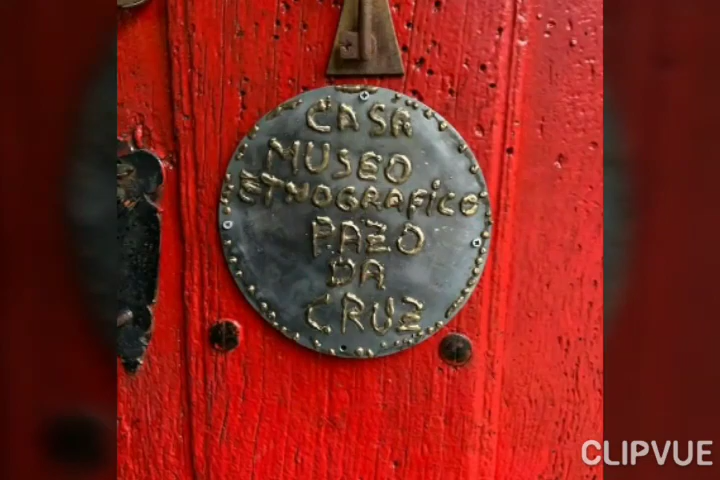 CASA
MUSEO
ETNOGRAFICO
PAZO
DA
CRUZ
CLIPVUE